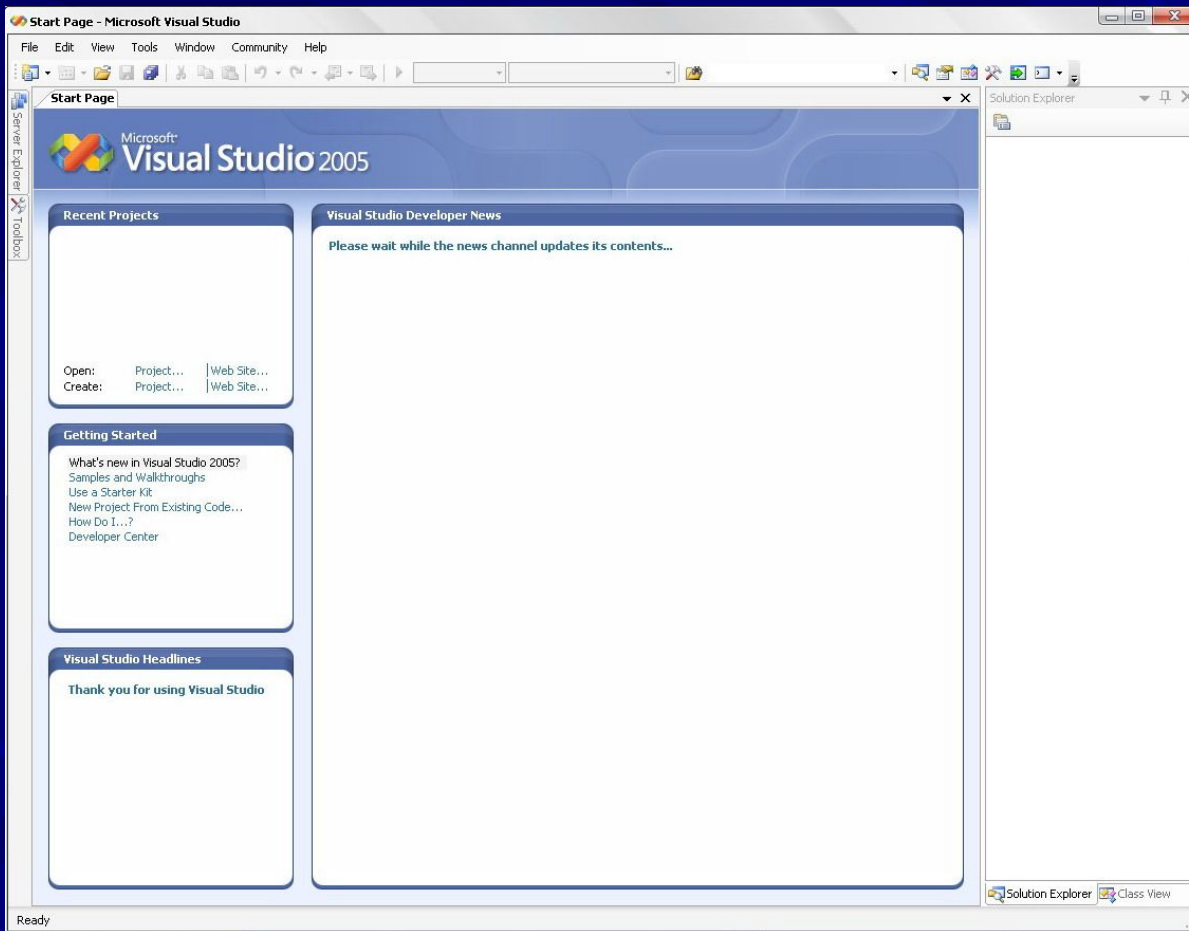 Start Page - Microsoft Visual Studio
File Edit View Tools Window Community Help
Server Explorer
Toolbox
Start Page
Microsoft
Visual Studio 2005
Recent Projects
Open: Project... | Web Site...
Create: Project... | Web Site...
Getting Started
What's new in Visual Studio 2005?
Samples and Walkthroughs
Use a Starter Kit
New Project From Existing Code...
How Do I...?
Developer Center
Visual Studio Headlines
Thank you for using Visual Studio
Visual Studio Developer News
Please wait while the news channel updates its contents...
Solution Explorer
Solution Explorer Class View
Ready